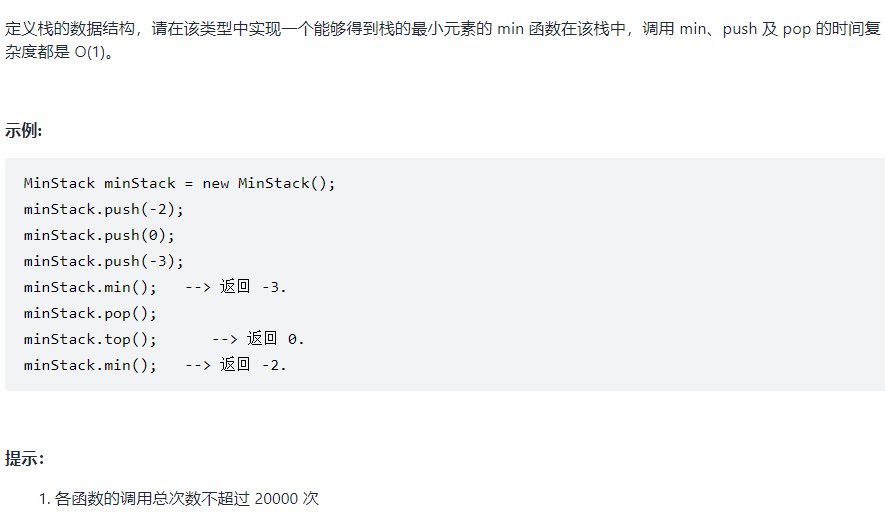 定义栈的数据结构，请在该类型中实现一个能够得到栈的最小元素的 min 函数在该栈中，调用 min、push 及 pop 的时间复
杂度都是 O(1)。
示例:
MinStack minStack = new MinStack();
minStack.push(-2);
minStack.push(0);
minStack.push(-3);
minStack.min();   --> 返回 -3.
minStack.pop();
minStack.top();      --> 返回 0.
minStack.min();   --> 返回 -2.
提示：
1. 各函数的调用总次数不超过 20000 次